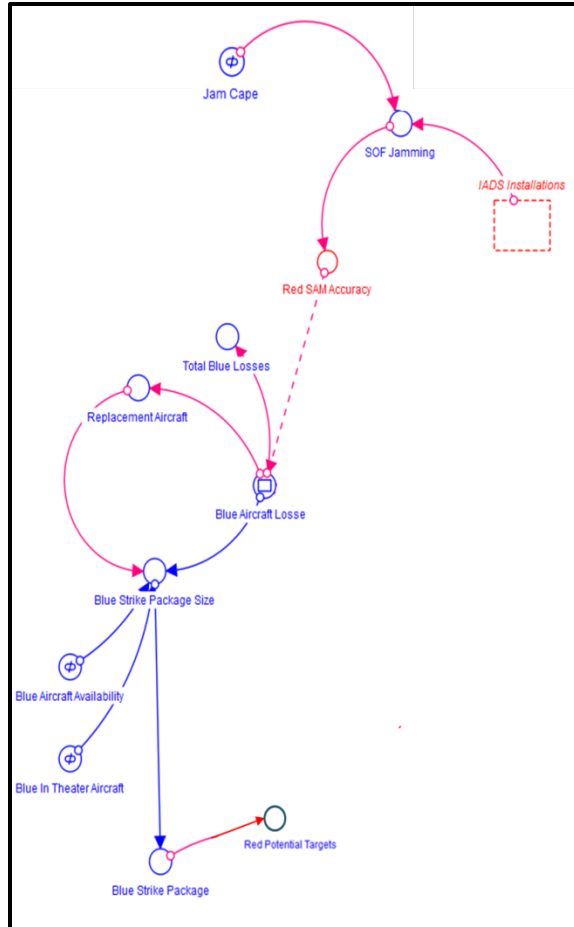 Jam Cape
SOF Jamming
IADS Installations
Red SAM Accuracy
Total Blue Losses
Replacement Aircraft
Blue Aircraft Losse
Blue Strike Package Size
Blue Aircraft Availability
Blue In Theater Aircraft
Red Potential Targets
Blue Strike Package